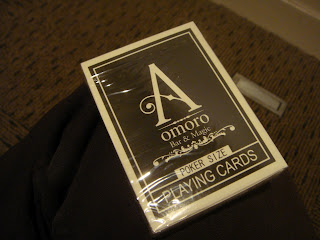 A
omoro
Bar & Magic
POKER SIZE
PLAYING CARDS